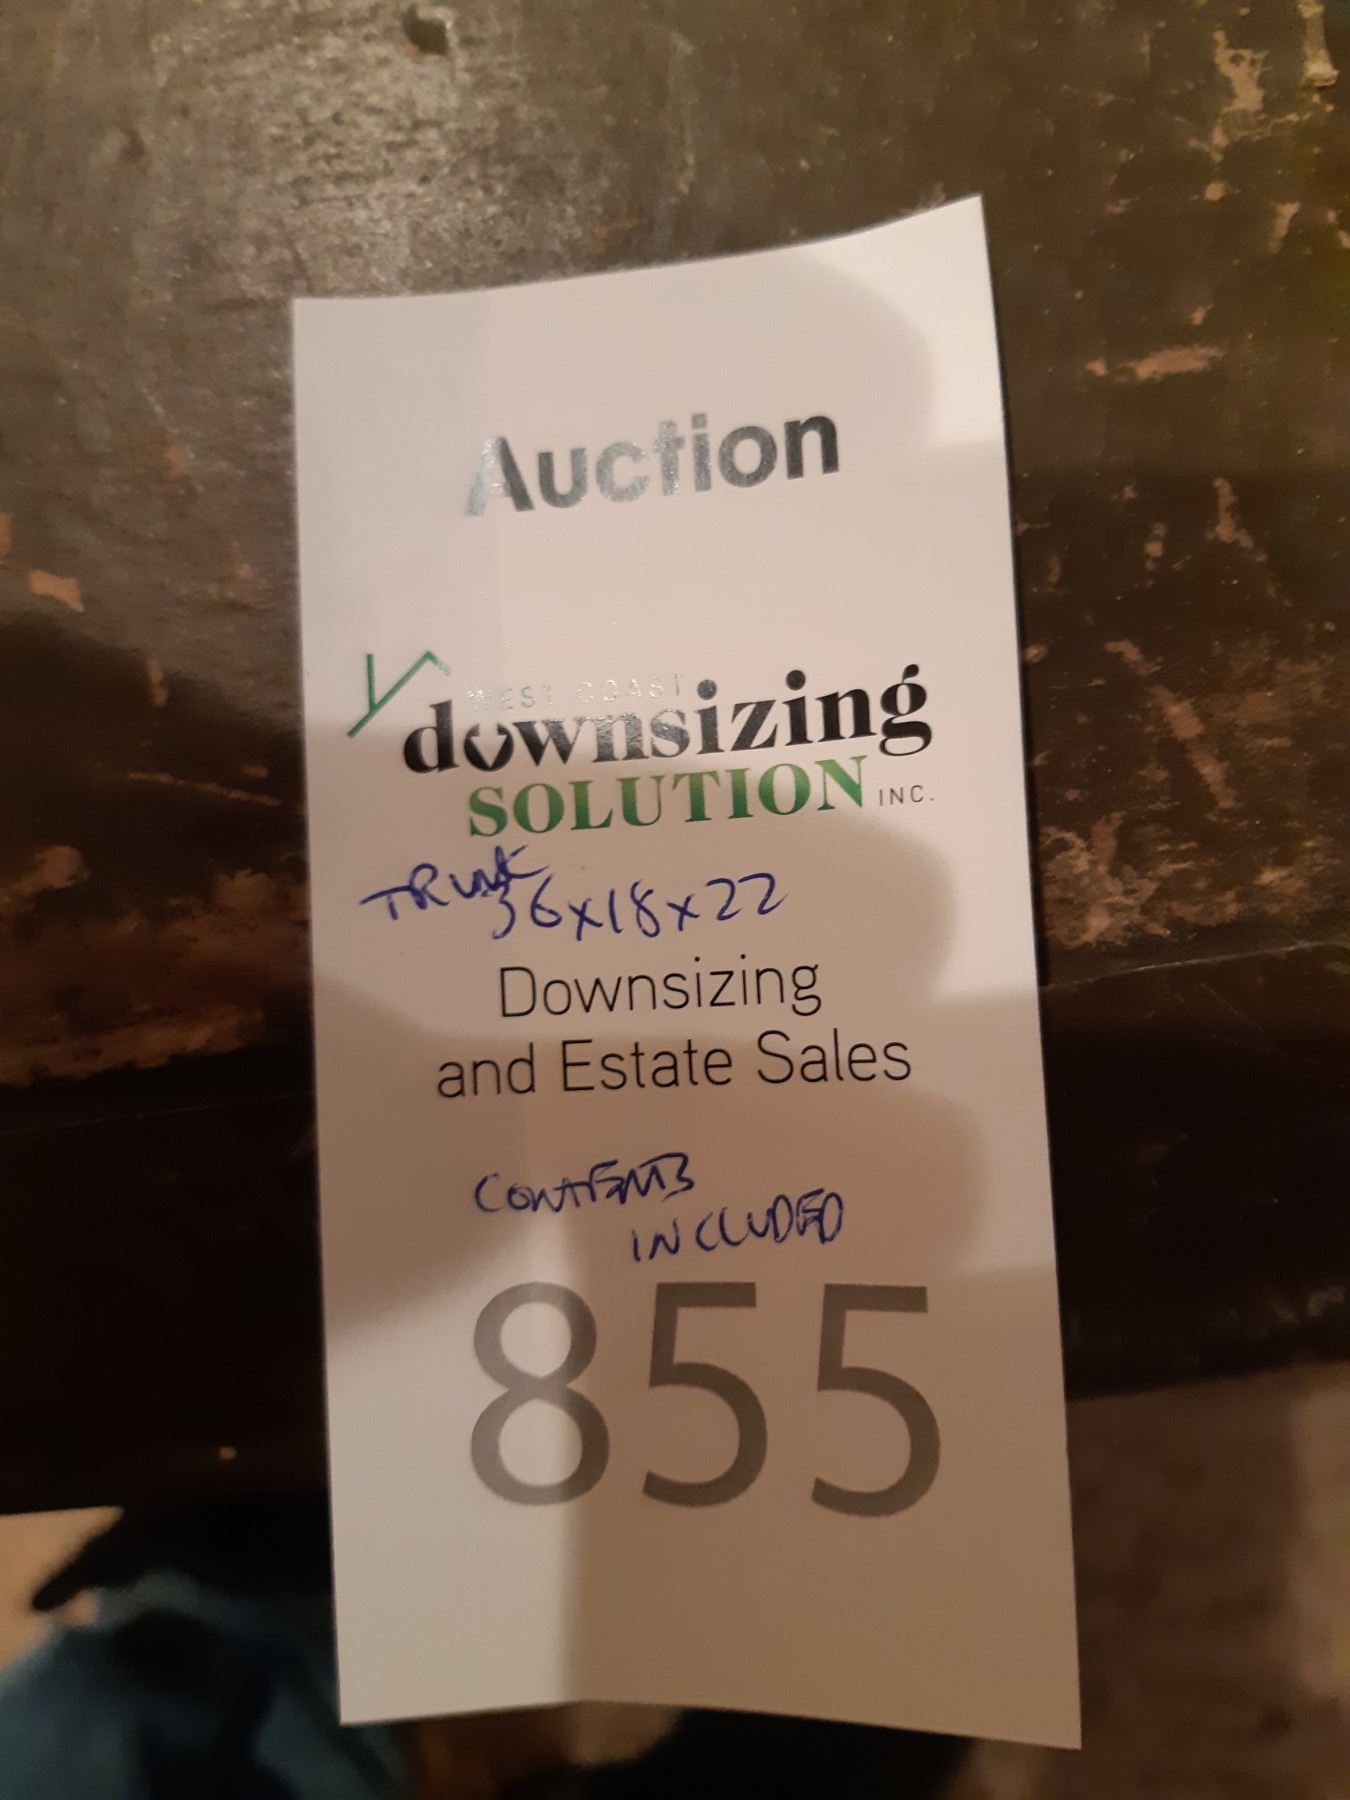 Auction
WEST COAST
downsizing
SOLUTION INC.
TRUNK
36x18x22
Downsizing
and Estate Sales
CONTENTS
INCLUDED
855